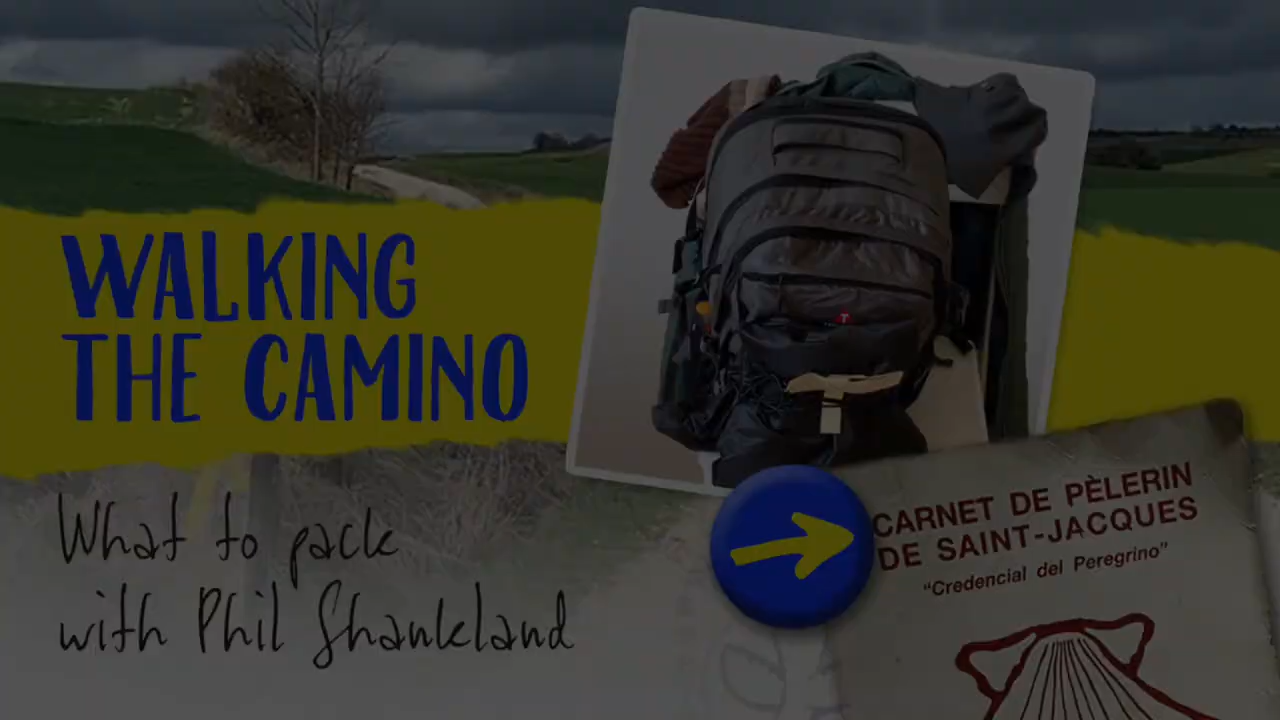 WALKING
THE CAMINO
What to pack
with Phil Shankland
CARNET DE PÈLERIN
DE SAINT-JACQUES
“Credencial del Peregrino”